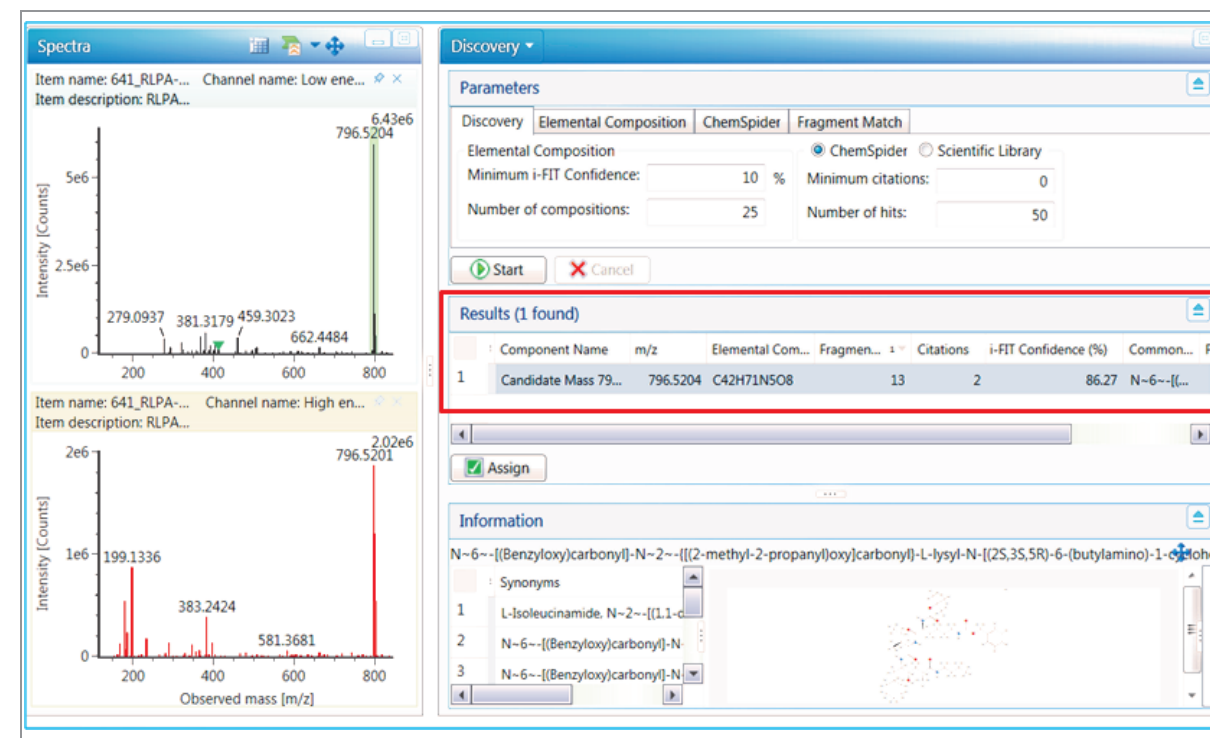 Spectra
Item name: 641_RLPA-... Channel name: Low ene...
Item description: RLPA...
6.43e6
796.5204
5e6
2.5e6
0
Intensity [Counts]
279.0937
381.3179
459.3023
662.4484
200 400 600 800
Item name: 641_RLPA-... Channel name: High en...
Item description: RLPA...
2.02e6
796.5201
2e6
1e6
0
Intensity [Counts]
199.1336
383.2424
581.3681
200 400 600 800
Observed mass [m/z]
Discovery
Parameters
Discovery Elemental Composition ChemSpider Fragment Match
Elemental Composition ChemSpider Scientific Library
Minimum i-FIT Confidence: 10 % Minimum citations: 0
Number of compositions: 25 Number of hits: 50
Start Cancel
Results (1 found)
Component Name m/z Elemental Com... Fragmen... 1 Citations i-FIT Confidence (%) Common...
1 Candidate Mass 79... 796.5204 C42H71N5O8 13 2 86.27 N~6~-[(...
Assign
Information
N~6~-[(Benzyloxy)carbonyl]-N~2~-{[(2-methyl-2-propanyl)oxy]carbonyl}-L-lysyl-N-[(2S,3S,5R)-6-(butylamino)-1-cyclohe
Synonyms
1 L-Isoleucinamide, N~2~-[(1,1-d
2 N~6~-[(Benzyloxy)carbonyl]-N-
3 N~6~-[(Benzyloxy)carbonyl]-N-